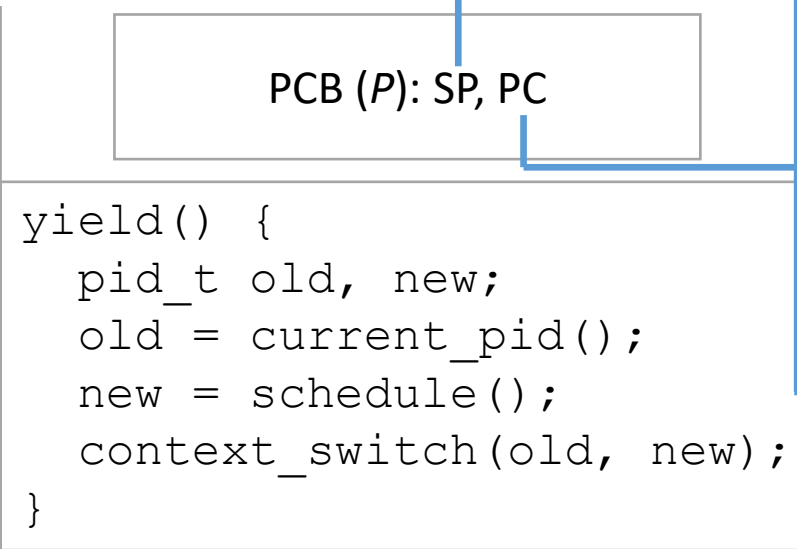 PCB (P): SP, PC
yield() {
  pid_t old, new;
  old = current_pid();
  new = schedule();
  context_switch(old, new);
}